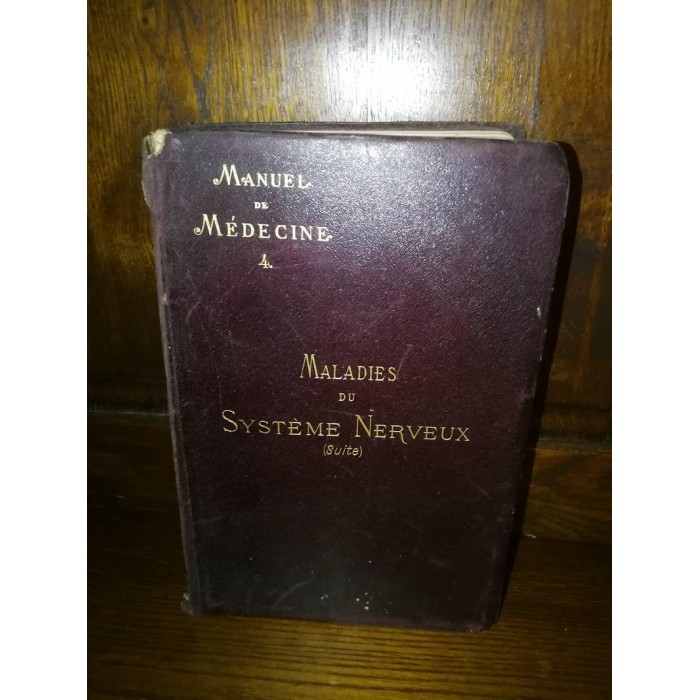 MANUEL
DE
MÉDECINE
4.
MALADIES
DU
SYSTÈME NERVEUX
(Suite)